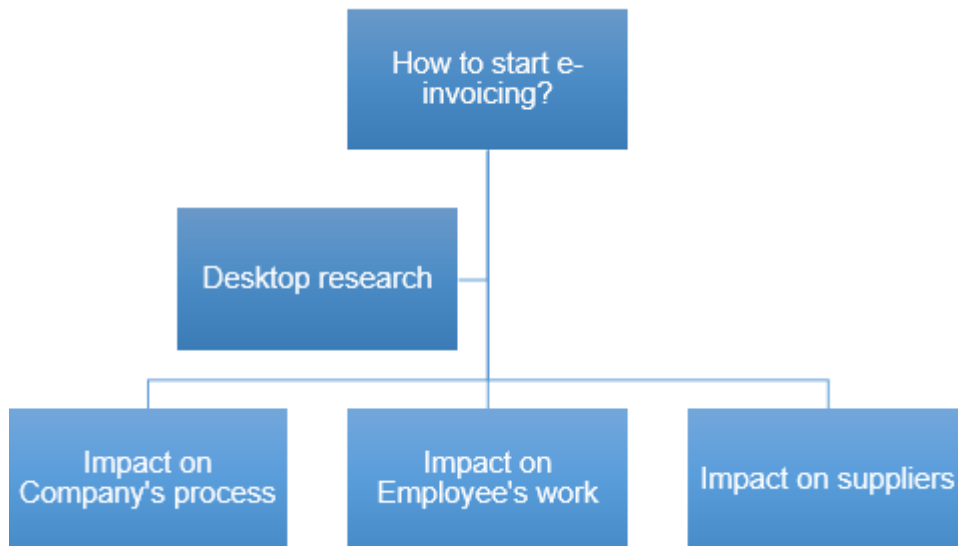 How to start e-
invoicing?
Desktop research
Impact on
Company's process
Impact on
Employee's work
Impact on suppliers